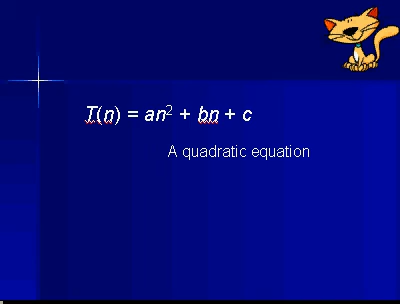 T(n) = an² + bn + c
A quadratic equation